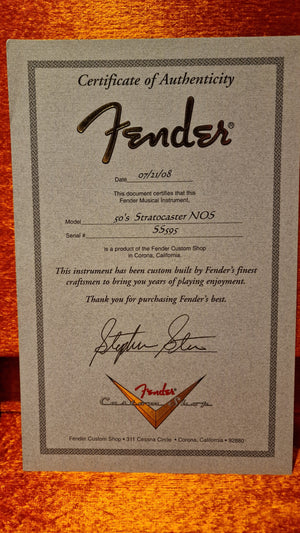 Certificate of Authenticity
Fender®
Date 07/21/08
This document certifies that this
Fender Musical Instrument,
Model 50's Stratocaster NOS
Serial # SS595
is a product of the Fender Custom Shop
in Corona, California.
This instrument has been custom built by Fender's finest
craftsmen to bring you years of playing enjoyment.
Thank you for purchasing Fender's best.
Fender
Custom Shop
Fender Custom Shop • 311 Cessna Circle • Corona, California • 92880